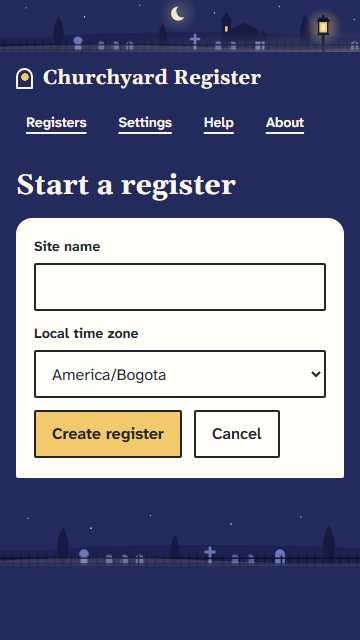 Churchyard Register
Registers Settings Help About
Start a register
Site name
Local time zone
America/Bogota
Create register Cancel